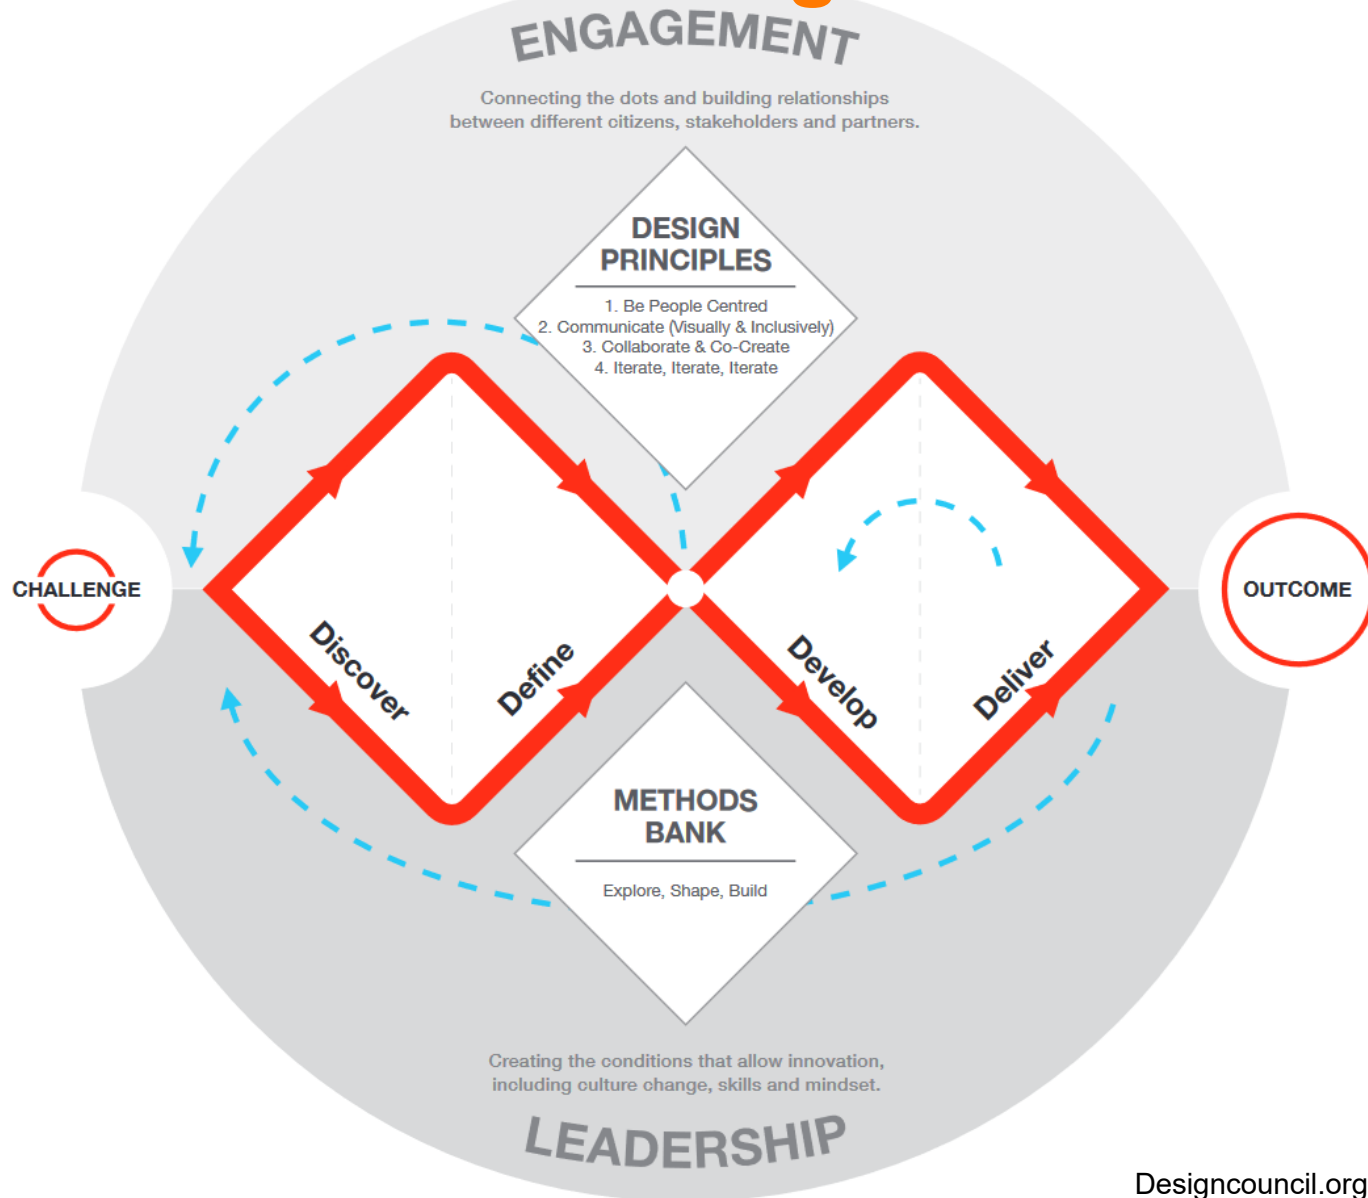 ENGAGEMENT
Connecting the dots and building relationships
between different citizens, stakeholders and partners.
DESIGN
PRINCIPLES
1. Be People Centred
2. Communicate (Visually & Inclusively)
3. Collaborate & Co-Create
4. Iterate, Iterate, Iterate
CHALLENGE
OUTCOME
Discover
Define
Develop
Deliver
METHODS
BANK
Explore, Shape, Build
Creating the conditions that allow innovation,
including culture change, skills and mindset.
LEADERSHIP
Designcouncil.org